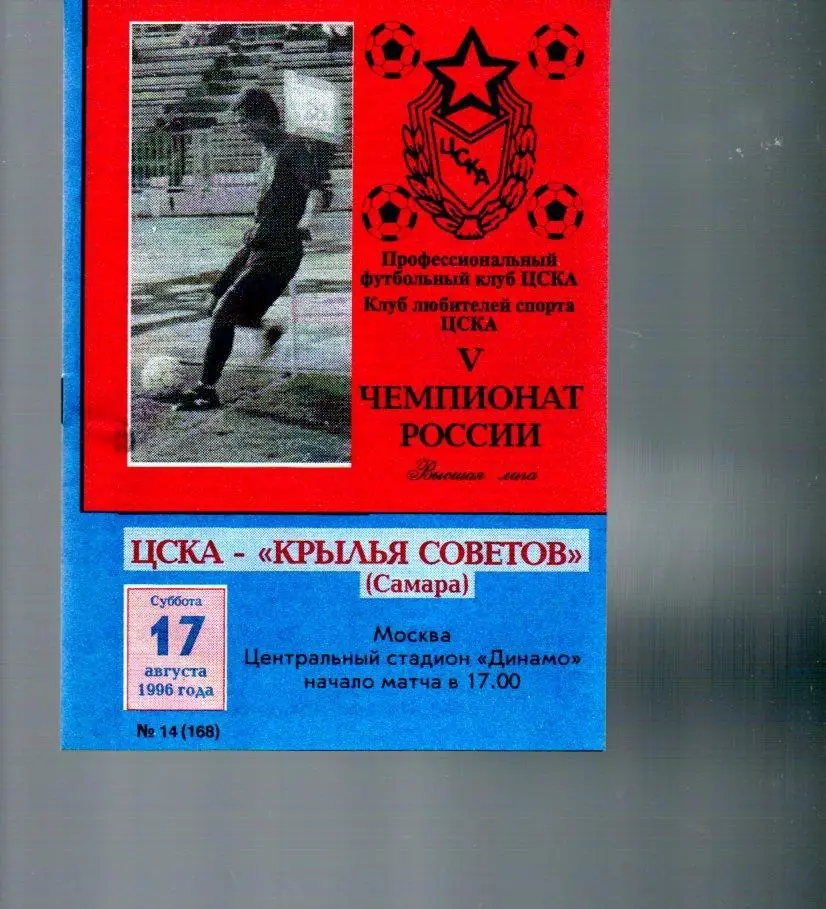 ЦСКА
Профессиональный
футбольный клуб ЦСКА
Клуб любителей спорта
ЦСКА
V
ЧЕМПИОНАТ
РОССИИ
Высшая лига
ЦСКА - «КРЫЛЬЯ СОВЕТОВ»
(Самара)
Суббота
17
августа
1996 года
Москва
Центральный стадион «Динамо»
начало матча в 17.00
№ 14 (168)